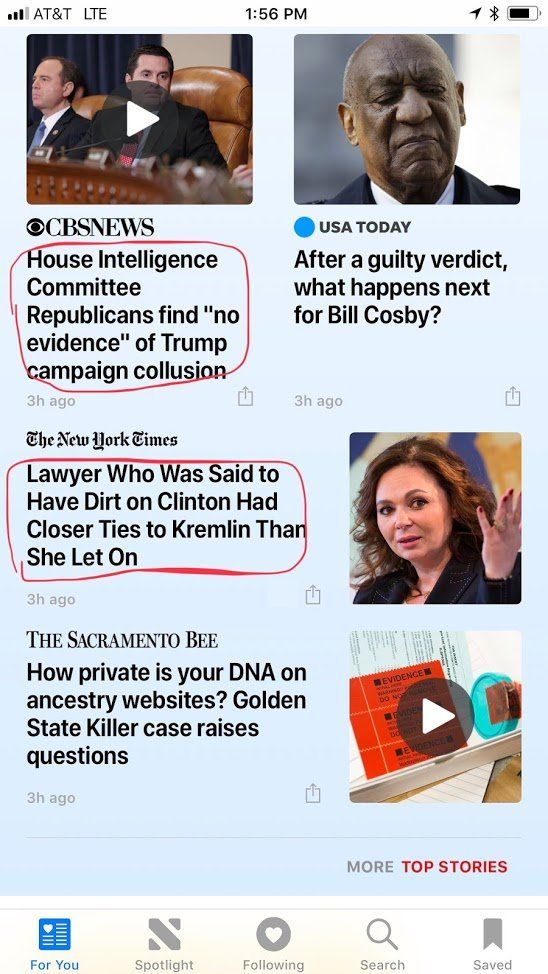 AT&T LTE 1:56 PM
CBSNEWS
House Intelligence
Committee
Republicans find "no
evidence" of Trump
campaign collusion
3h ago
USA TODAY
After a guilty verdict,
what happens next
for Bill Cosby?
3h ago
The New York Times
Lawyer Who Was Said to
Have Dirt on Clinton Had
Closer Ties to Kremlin Than
She Let On
3h ago
THE SACRAMENTO BEE
How private is your DNA on
ancestry websites? Golden
State Killer case raises
questions
3h ago
EVIDENCE
EVIDENCE
MORE TOP STORIES
For You Spotlight Following Search Saved